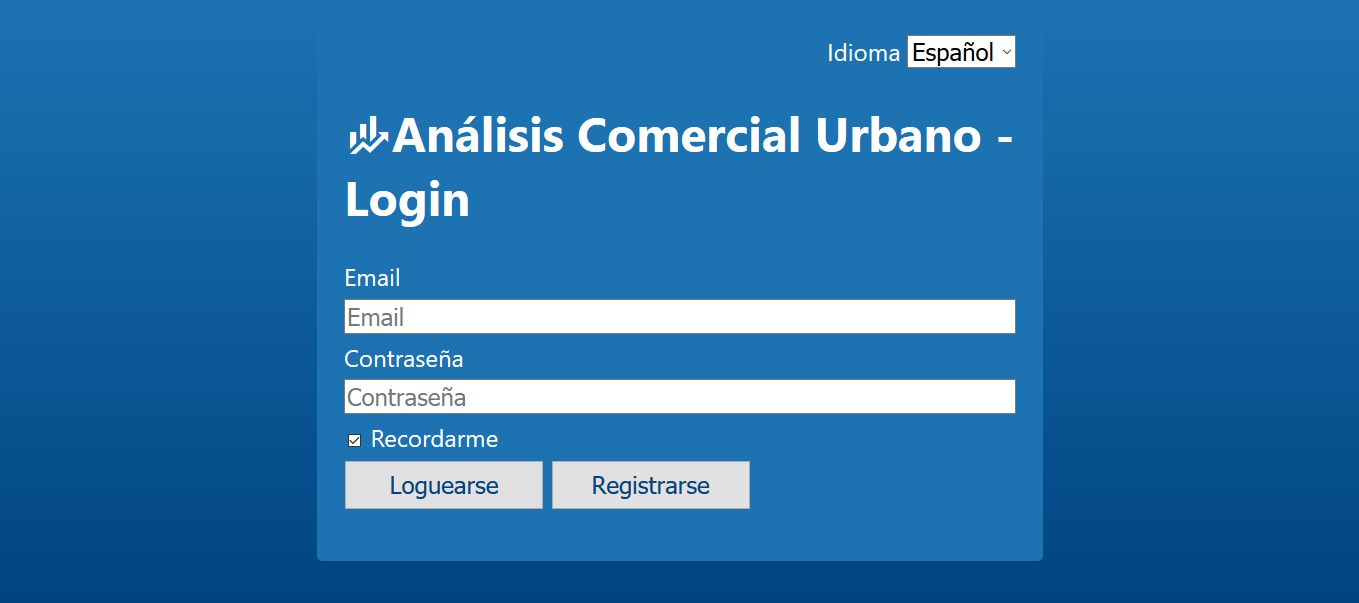 Idioma Español
Análisis Comercial Urbano -
Login
Email
Email
Contraseña
Contraseña
Recordarme
Loguearse Registrarse